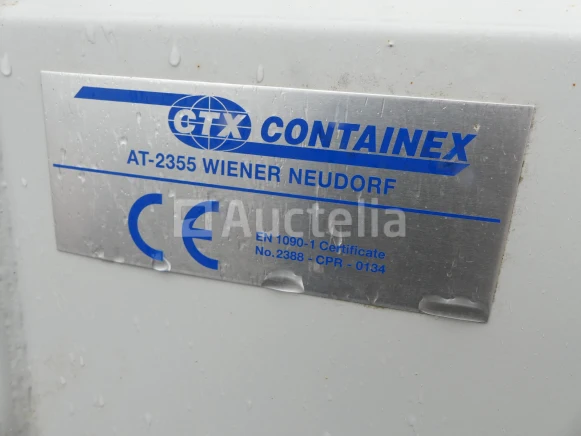 CTX CONTAINEX
AT-2355 WIENER NEUDORF
Auctelia
CE
EN 1090-1 Certificate
No. 2388 - CPR - 0134